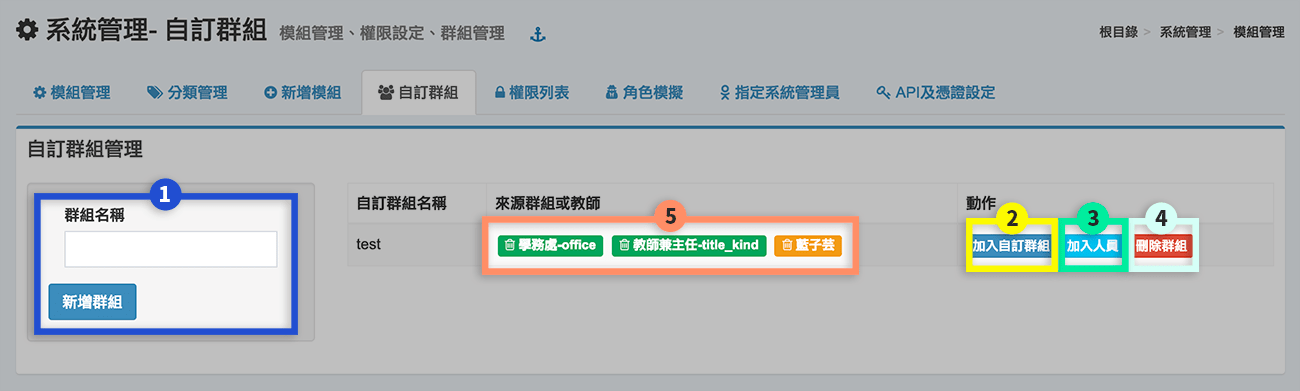 系統管理- 自訂群組 模組管理、權限設定、群組管理
根目錄 > 系統管理 > 模組管理
模組管理 分類管理 新增模組 自訂群組 權限列表 角色模擬 指定系統管理員 API及憑證設定
自訂群組管理
1
群組名稱
新增群組
自訂群組名稱 來源群組或教師 動作
5 2 3 4
test 學務處-office 教師兼主任-title_kind 藍子芸 加入自訂群組 加入人員 刪除群組